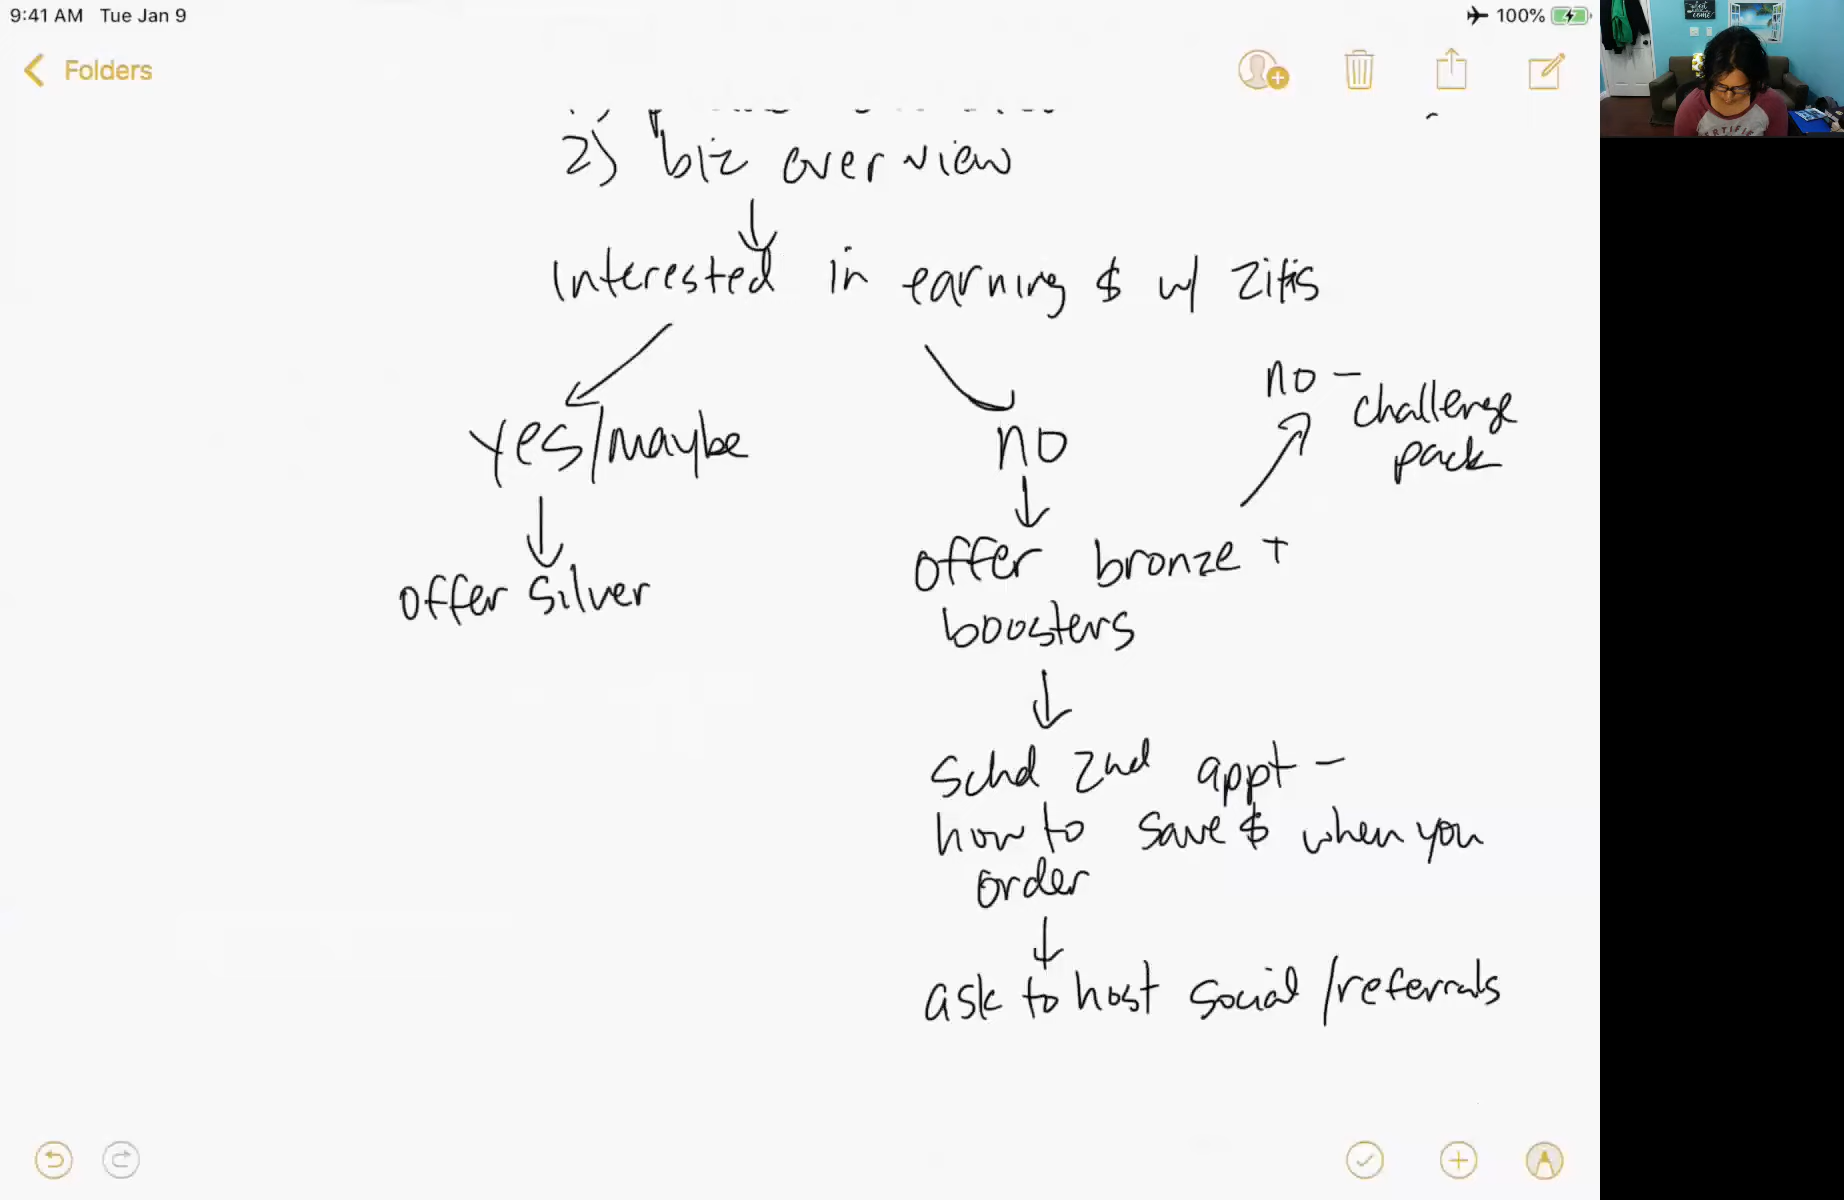 9:41 AM Tue Jan 9
100%
Folders
2) biz overview
Interested in earning $ w/ Zifis
yes/maybe
no
no -
challenge
pack
offer silver
offer bronze +
boosters
Schd 2nd appt -
how to save $ when you
order
ask to host social / referrals